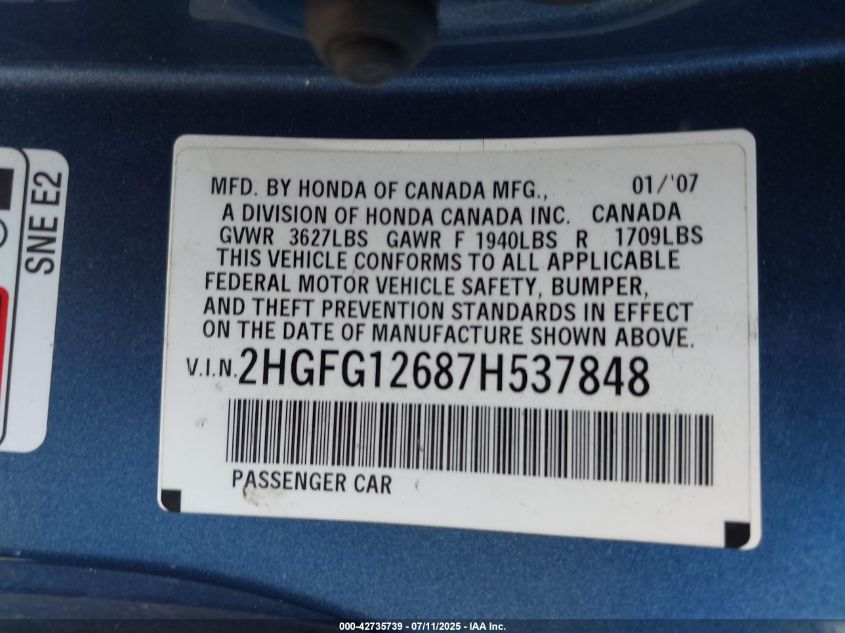 SNE E2
MFD. BY HONDA OF CANADA MFG., 01/'07
A DIVISION OF HONDA CANADA INC. CANADA
GVWR 3627LBS GAWR F 1940LBS R 1709LBS
THIS VEHICLE CONFORMS TO ALL APPLICABLE
FEDERAL MOTOR VEHICLE SAFETY, BUMPER,
AND THEFT PREVENTION STANDARDS IN EFFECT
ON THE DATE OF MANUFACTURE SHOWN ABOVE.
V.I.N. 2HGFG12687H537848
PASSENGER CAR
000-42735739 - 07/11/2025 - IAA Inc.